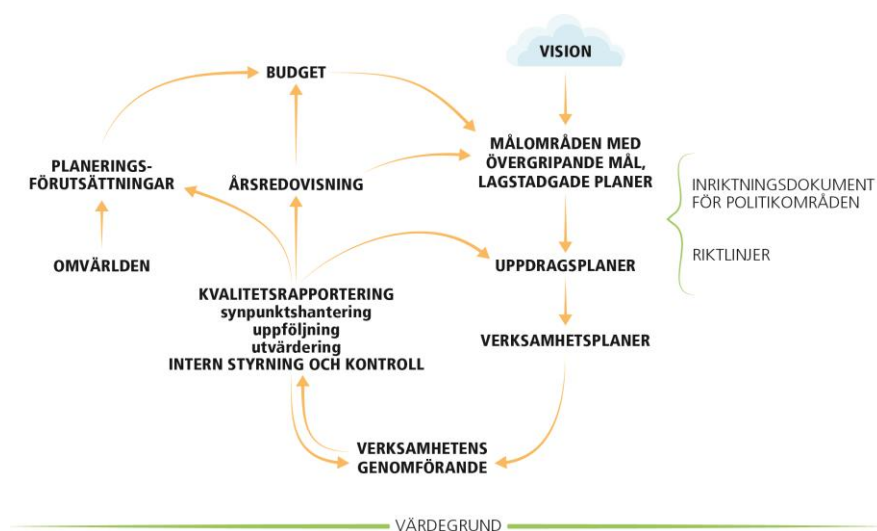 VISION
BUDGET
MÅLOMRÅDEN MED
ÖVERGRIPANDE MÅL,
LAGSTADGADE PLANER
PLANERINGS-
FÖRUTSÄTTNINGAR
ÅRSREDOVISNING
INRIKTNINGSDOKUMENT
FÖR POLITIKOMRÅDEN
RIKTLINJER
OMVÄRLDEN
UPPDRAGSPLANER
KVALITETSRAPPORTERING
synpunktshantering
uppföljning
utvärdering
INTERN STYRNING OCH KONTROLL
VERKSAMHETSPLANER
VERKSAMHETENS
GENOMFÖRANDE
VÄRDEGRUND